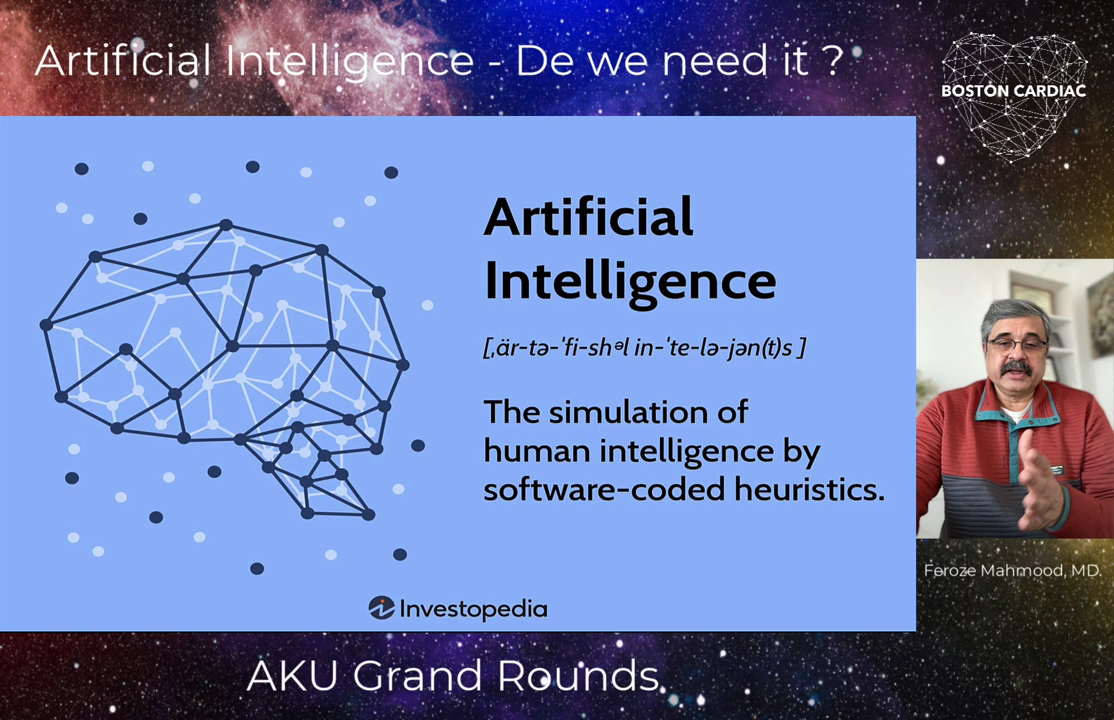 Artificial Intelligence - De we need it ?
BOSTON CARDIAC
Artificial
Intelligence
[ˌär-tə-ˈfi-shᵊl in-ˈte-lə-jən(t)s ]
The simulation of
human intelligence by
software-coded heuristics.
Investopedia
Feroze Mahmood, MD.
AKU Grand Rounds